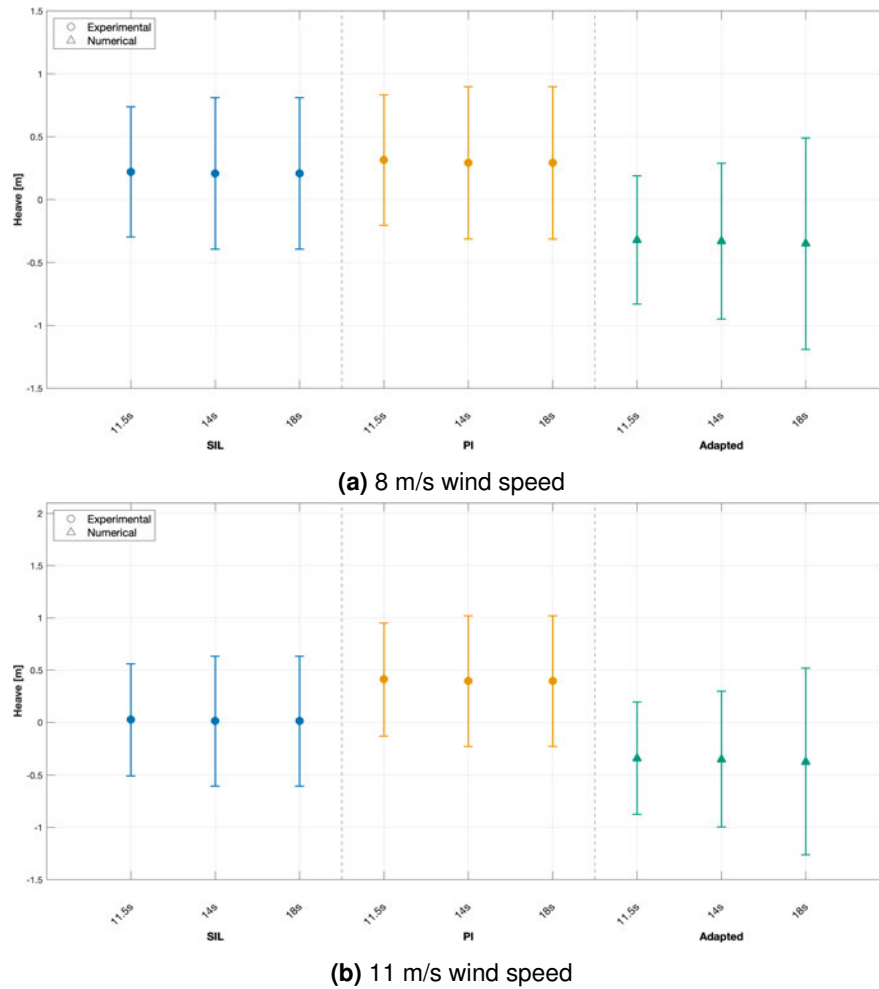 1.5
Experimental
Numerical
1
0.5
Heave [m]
0
-0.5
-1
-1.5
11.5s 14s 18s 11.5s 14s 18s 11.5s 14s 18s
SIL PI Adapted
(a) 8 m/s wind speed
2
Experimental
Numerical
1.5
1
0.5
Heave [m]
0
-0.5
-1
-1.5
11.5s 14s 18s 11.5s 14s 18s 11.5s 14s 18s
SIL PI Adapted
(b) 11 m/s wind speed